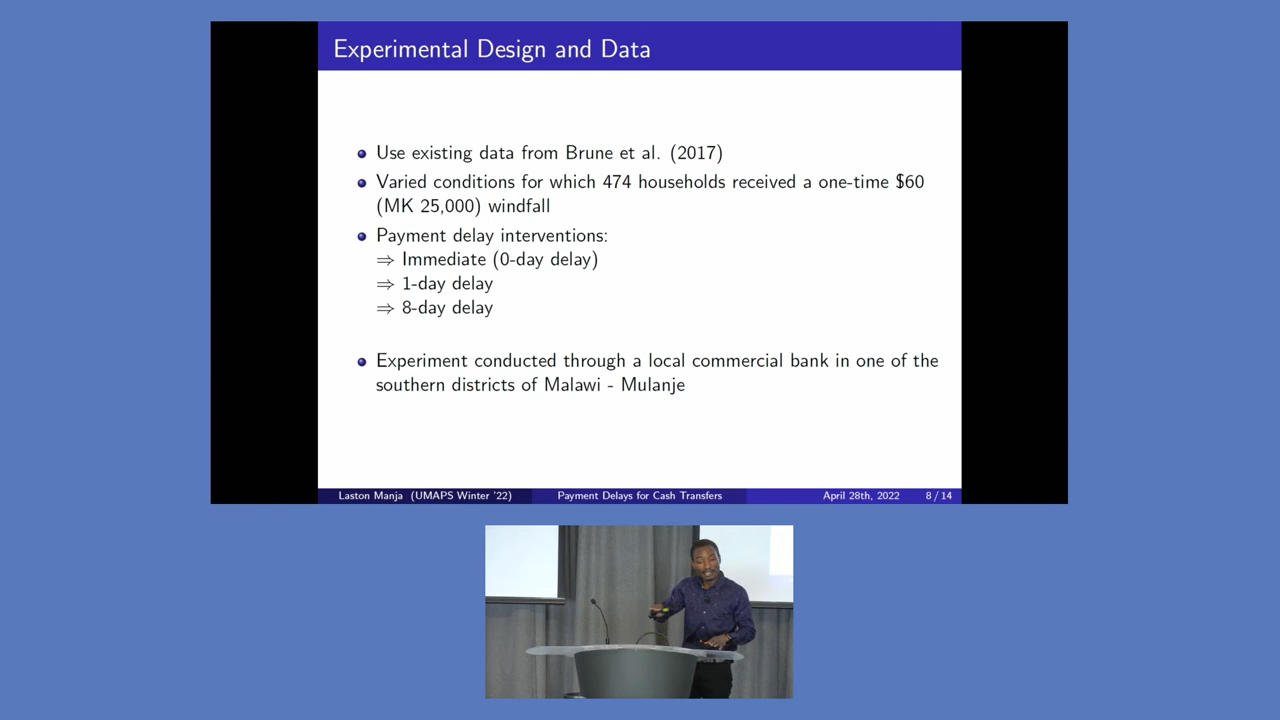 Experimental Design and Data
Use existing data from Brune et al. (2017)
Varied conditions for which 474 households received a one-time $60
(MK 25,000) windfall
Payment delay interventions:
⇒ Immediate (0-day delay)
⇒ 1-day delay
⇒ 8-day delay
Experiment conducted through a local commercial bank in one of the
southern districts of Malawi - Mulanje
Laston Manja (UMAPS Winter '22) Payment Delays for Cash Transfers April 28th, 2022 8 / 14